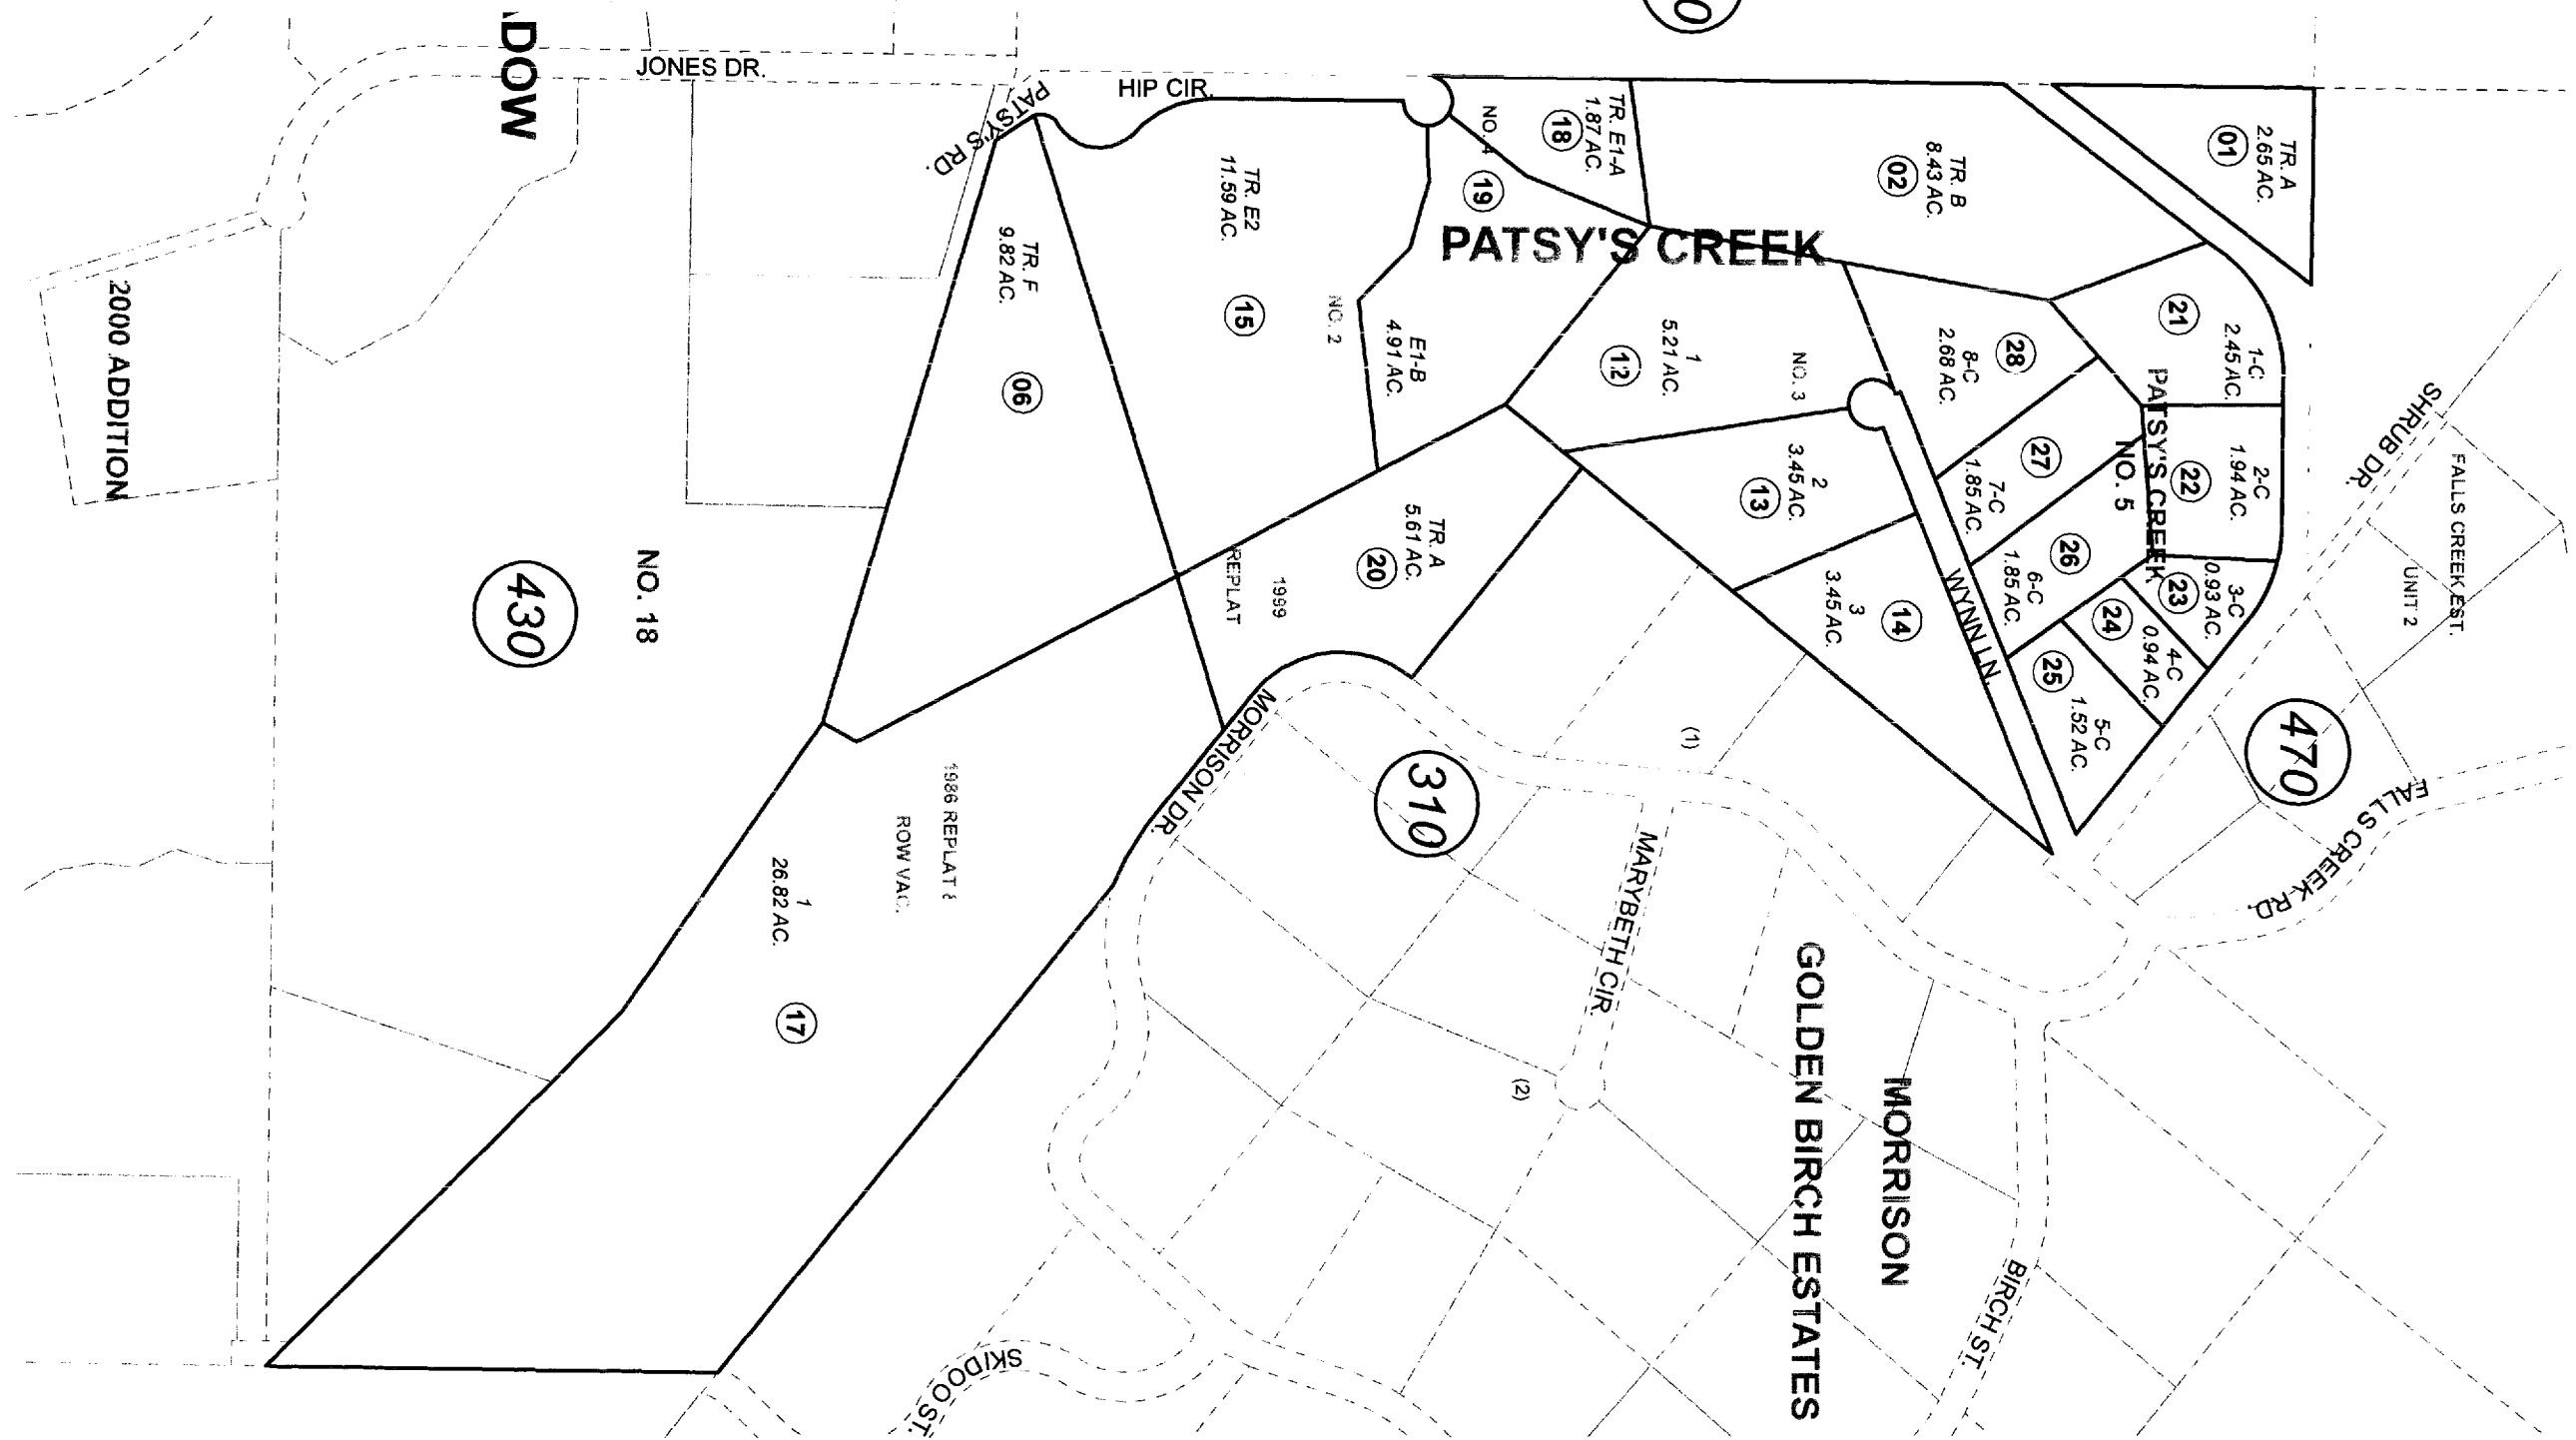 DOW
JONES DR.
PATSY'S RD.
HIP CIR.
2000 ADDITION
NO. 18
430
TR. F
9.82 AC.
06
TR. E2
11.59 AC.
15
NO. 2
E1-B
4.91 AC.
19
NO. 4
TR. E1-A
1.87 AC.
18
PATSY'S CREEK
TR. B
8.43 AC.
02
TR. A
2.65 AC.
01
1
5.21 AC.
12
NO. 3
2
3.45 AC.
13
3
3.45 AC.
14
WYNN LN.
8-C
2.68 AC.
28
7-C
1.85 AC.
27
6-C
1.85 AC.
26
5-C
1.52 AC.
25
4-C
0.94 AC.
24
3-C
0.93 AC.
23
2-C
1.94 AC.
22
1-C
2.45 AC.
21
PATSY'S CREEK
NO. 5
SHRUB DR.
FALLS CREEK EST.
UNIT 2
470
FALLS CREEK RD.
TR. A
5.61 AC.
20
1999
REPLAT
MORRISON DR.
310
(1)
MARYBETH CIR.
(2)
1986 REPLAT &
ROW VAC.
1
26.82 AC.
17
MORRISON
GOLDEN BIRCH ESTATES
BIRCH ST.
SKIDOO ST.